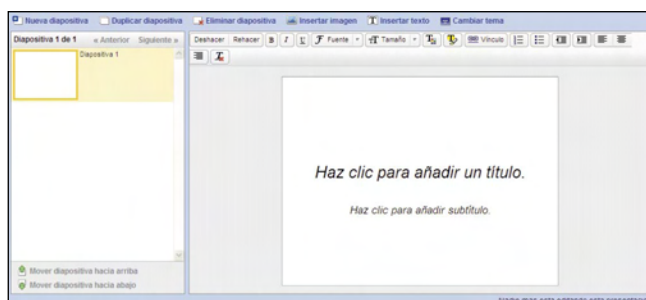 Nueva diapositiva Duplicar diapositiva Eliminar diapositiva Insertar imagen Insertar texto Cambiar tema
Diapositiva 1 de 1 « Anterior Siguiente »
Deshacer Rehacer B I U Fuente Tamaño Vínculo
Diapositiva 1
Haz clic para añadir un título.
Haz clic para añadir subtítulo.
Mover diapositiva hacia arriba
Mover diapositiva hacia abajo